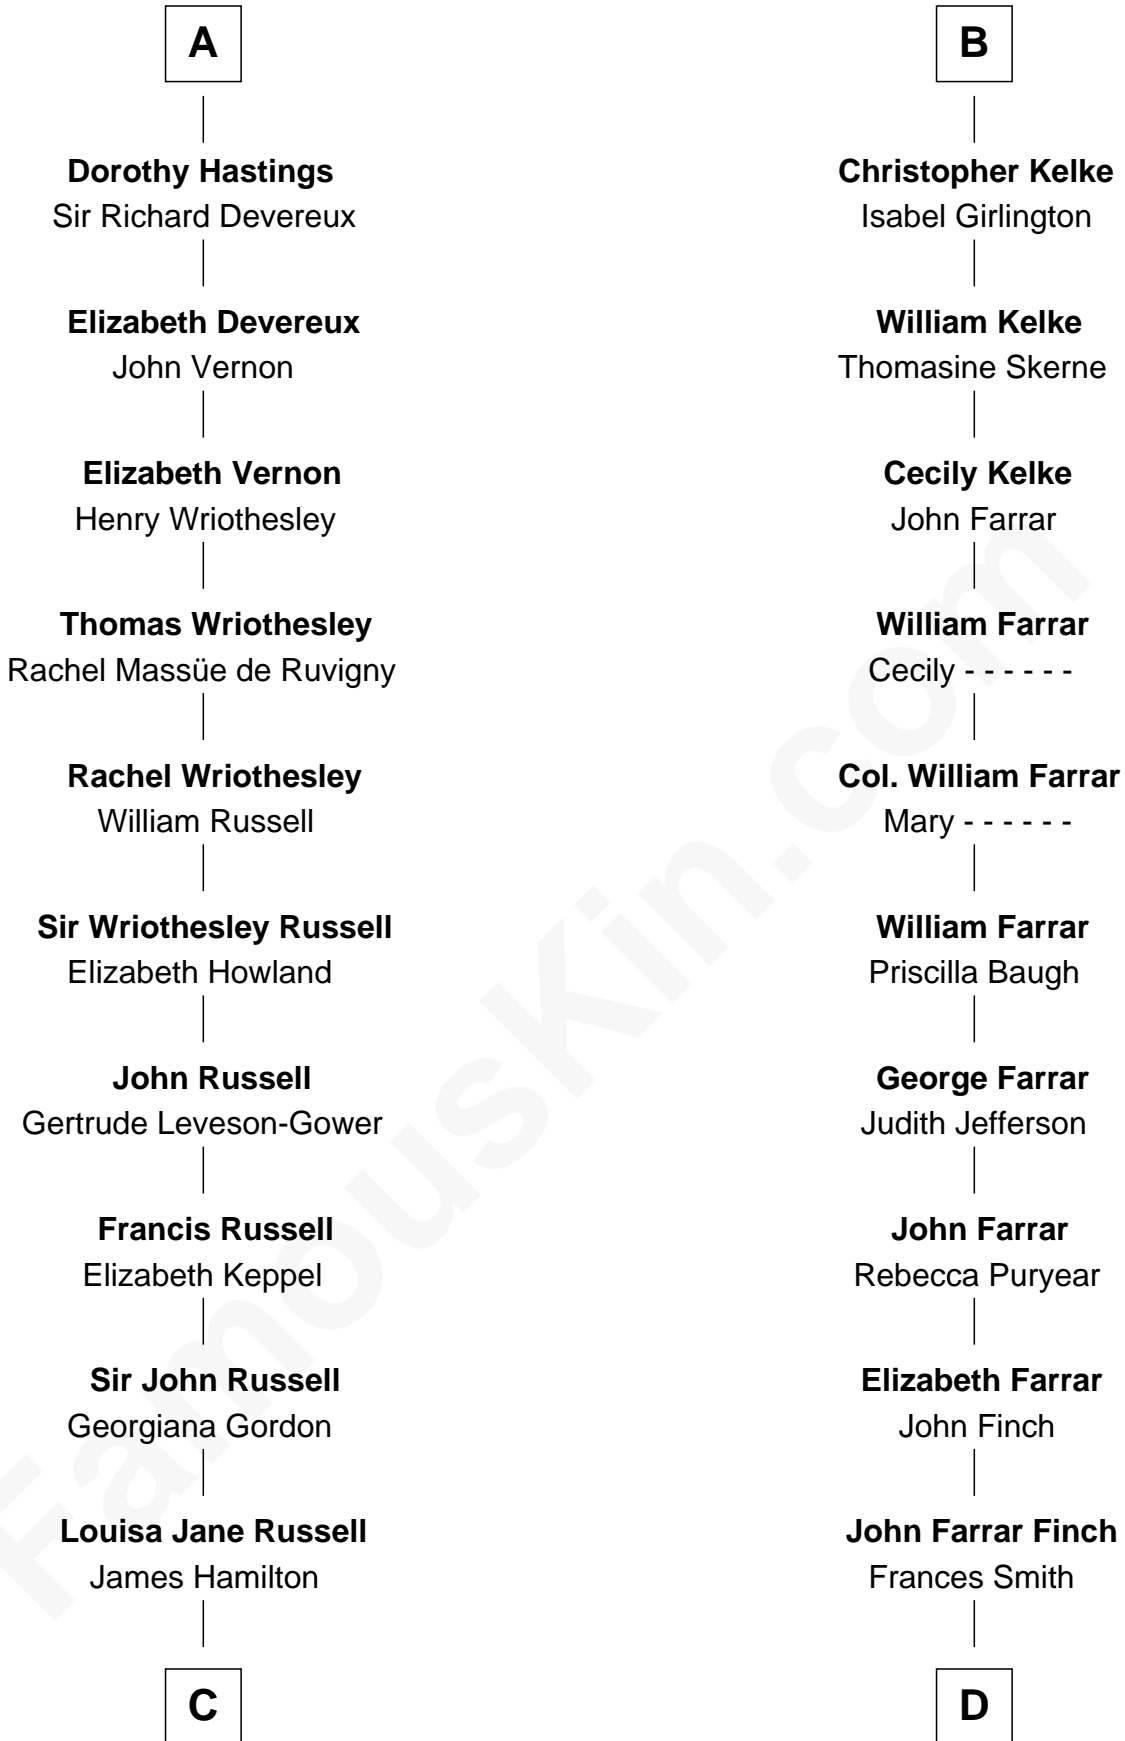 A
Dorothy Hastings
Sir Richard Devereux
Elizabeth Devereux
John Vernon
Elizabeth Vernon
Henry Wriothesley
Thomas Wriothesley
Rachel Massüe de Ruvigny
Rachel Wriothesley
William Russell
Sir Wriothesley Russell
Elizabeth Howland
John Russell
Gertrude Leveson-Gower
Francis Russell
Elizabeth Keppel
Sir John Russell
Georgiana Gordon
Louisa Jane Russell
James Hamilton
C
B
Christopher Kelke
Isabel Girlington
William Kelke
Thomasine Skerne
Cecily Kelke
John Farrar
William Farrar
Cecily - - - - - -
Col. William Farrar
Mary - - - - - -
William Farrar
Priscilla Baugh
George Farrar
Judith Jefferson
John Farrar
Rebecca Puryear
Elizabeth Farrar
John Finch
John Farrar Finch
Frances Smith
D
FamousKin.com